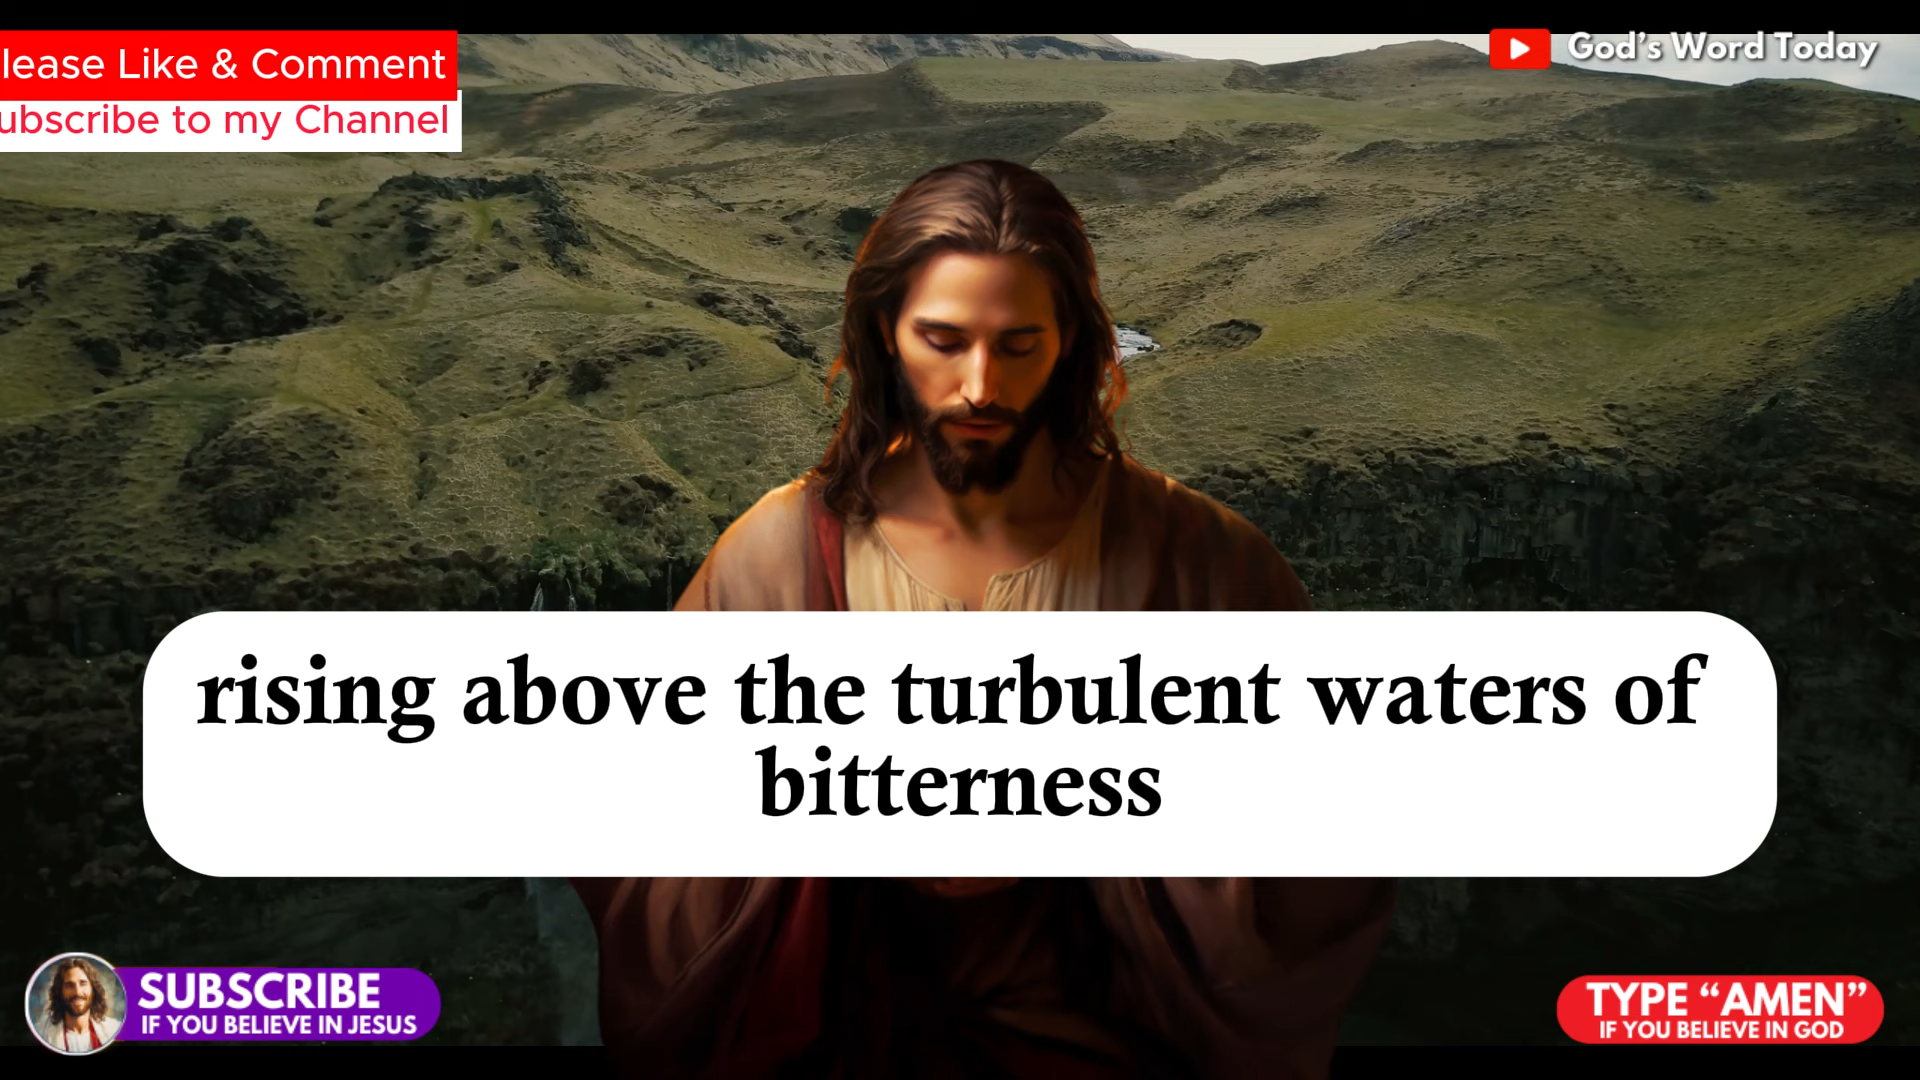 lease Like & Comment
ubscribe to my Channel
God's Word Today
rising above the turbulent waters of
bitterness
SUBSCRIBE
IF YOU BELIEVE IN JESUS
TYPE “AMEN”
IF YOU BELIEVE IN GOD